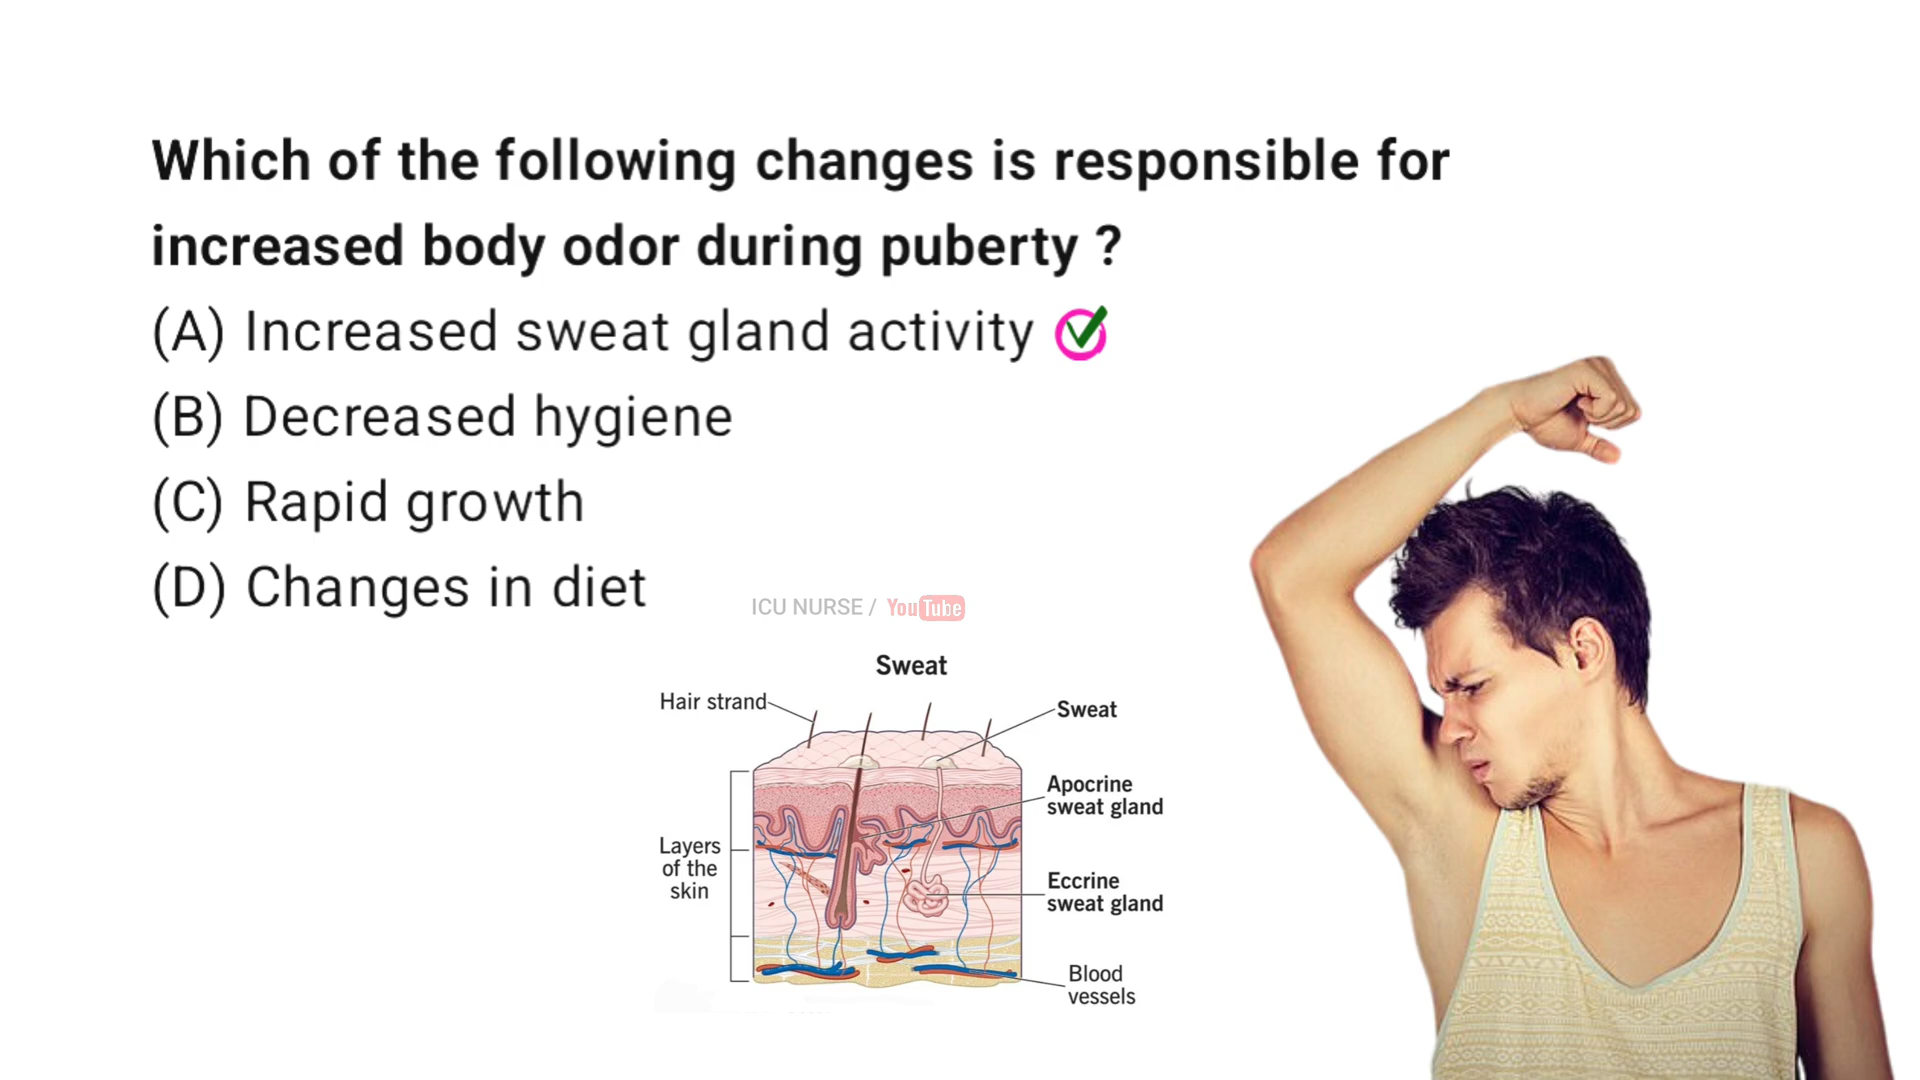 Which of the following changes is responsible for
increased body odor during puberty ?
(A) Increased sweat gland activity
(B) Decreased hygiene
(C) Rapid growth
(D) Changes in diet
ICU NURSE / YouTube
Sweat
Hair strand
Sweat
Apocrine
sweat gland
Layers
of the
skin
Eccrine
sweat gland
Blood
vessels